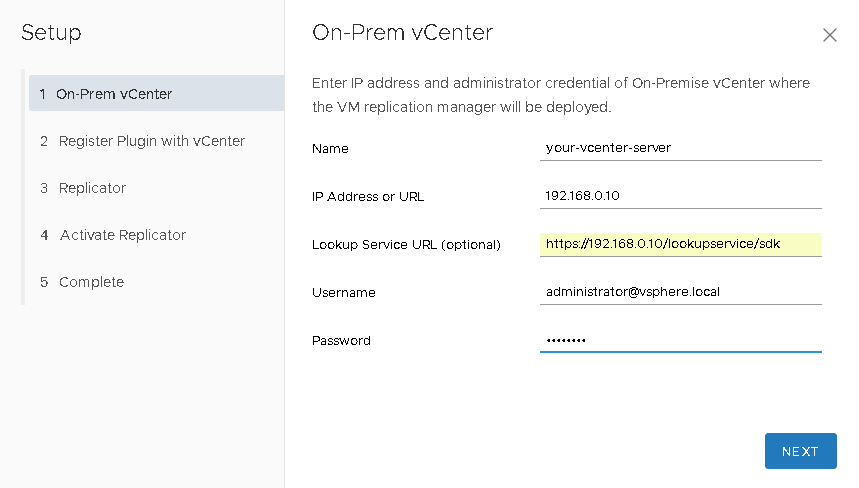 Setup
1 On-Prem vCenter
2 Register Plugin with vCenter
3 Replicator
4 Activate Replicator
5 Complete
On-Prem vCenter
Enter IP address and administrator credential of On-Premise vCenter where
the VM replication manager will be deployed.
Name your-vcenter-server
IP Address or URL 192.168.0.10
Lookup Service URL (optional) https://192.168.0.10/lookupservice/sdk
Username administrator@vsphere.local
Password ••••••••
NEXT